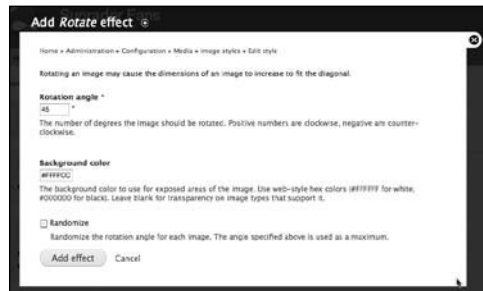 Add Rotate effect
Home » Administration » Configuration » Media » Image styles » Edit style
Rotating an image may cause the dimensions of an image to increase to fit the diagonal.
Rotation angle *
45 °
The number of degrees the image should be rotated. Positive numbers are clockwise, negative are counter-
clockwise.
Background color
#FFFFCC
The background color to use for exposed areas of the image. Use web-style hex colors (#FFFFFF for white,
#000000 for black). Leave blank for transparency on image types that support it.
Randomize
Randomize the rotation angle for each image. The angle specified above is used as a maximum.
Add effect Cancel